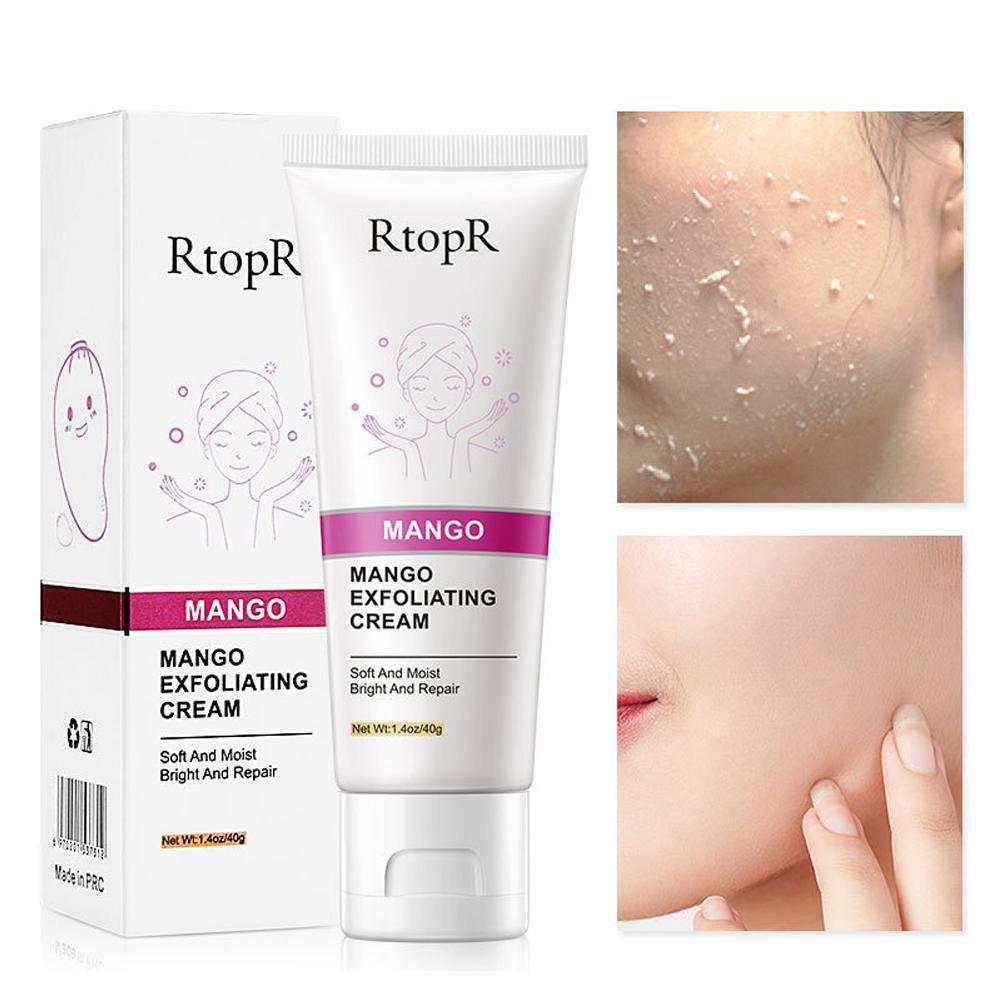 RtopR
MANGO
MANGO
EXFOLIATING
CREAM
Soft And Moist
Bright And Repair
Net Wt:1.4oz/40g
Made in PRC
RtopR
MANGO
MANGO
EXFOLIATING
CREAM
Soft And Moist
Bright And Repair
Net Wt:1.4oz/40g